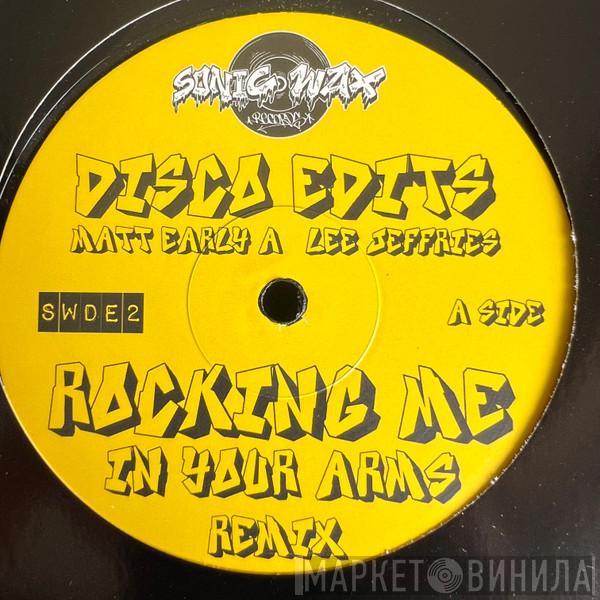 SONIC WAX
RECORDS
DISCO EDITS
MATT EARLY A LEE JEFFRIES
SWDE2
A SIDE
ROCKING ME
IN YOUR ARMS
REMIX
МАРКЕТ ВИНИЛА